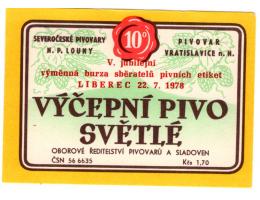 SEVEROČESKÉ PIVOVARY
N. P. LOUNY
10°
PIVOVAR
VRATISLAVICE n. N.
V. jubilejní
výměnná burza sběratelů pivních etiket
LIBEREC 22. 7. 1978
VÝČEPNÍ PIVO
SVĚTLÉ
OBOROVÉ ŘEDITELSTVÍ PIVOVARŮ A SLADOVEN
ČSN 56 6635
Kčs 1,70